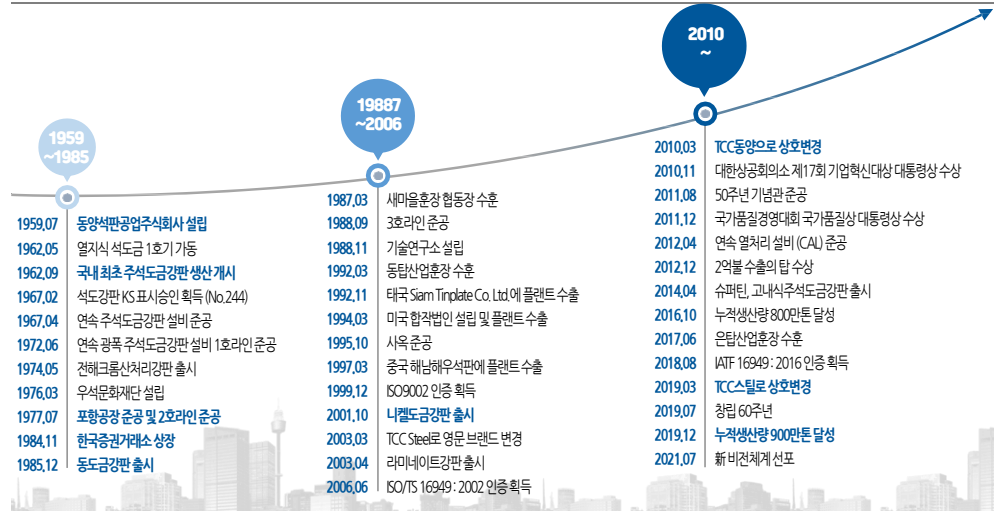 1959
~1985
1959.07 동양석판공업주식회사 설립
1962.05 열지식 석도금 1호기 가동
1962.09 국내 최초 주석도금강판 생산 개시
1967.02 석도강판 KS 표시승인 획득 (No.244)
1967.04 연속 주석도금강판 설비 준공
1972.06 연속 광폭 주석도금강판 설비 1호라인 준공
1974.05 전해크롬산처리강판 출시
1976.03 우석문화재단 설립
1977.07 포항공장 준공 및 2호라인 준공
1984.11 한국증권거래소 상장
1985.12 동도금강판 출시
19887
~2006
1987.03 새마을훈장 협동장 수훈
1988.09 3호라인 준공
1988.11 기술연구소 설립
1992.03 동탑산업훈장 수훈
1992.11 태국 Siam Tinplate Co. Ltd.에 플랜트 수출
1994.03 미국 합작법인 설립 및 플랜트 수출
1995.10 사옥 준공
1997.03 중국 해남해우석판에 플랜트 수출
1999.12 ISO9002 인증 획득
2001.10 니켈도금강판 출시
2003.03 TCC Steel로 영문 브랜드 변경
2003.04 라미네이트강판 출시
2006.06 ISO/TS 16949 : 2002 인증 획득
2010
~
2010.03 TCC동양으로 상호변경
2010.11 대한상공회의소 제17회 기업혁신대상 대통령상 수상
2011.08 50주년 기념관 준공
2011.12 국가품질경영대회 국가품질상 대통령상 수상
2012.04 연속 열처리 설비 (CAL) 준공
2012.12 2억불 수출의 탑 수상
2014.04 슈퍼틴, 고내식주석도금강판 출시
2016.10 누적생산량 800만톤 달성
2017.06 은탑산업훈장 수훈
2018.08 IATF 16949 : 2016 인증 획득
2019.03 TCC스틸로 상호변경
2019.07 창립 60주년
2019.12 누적생산량 900만톤 달성
2021.07 新 비전체계 선포